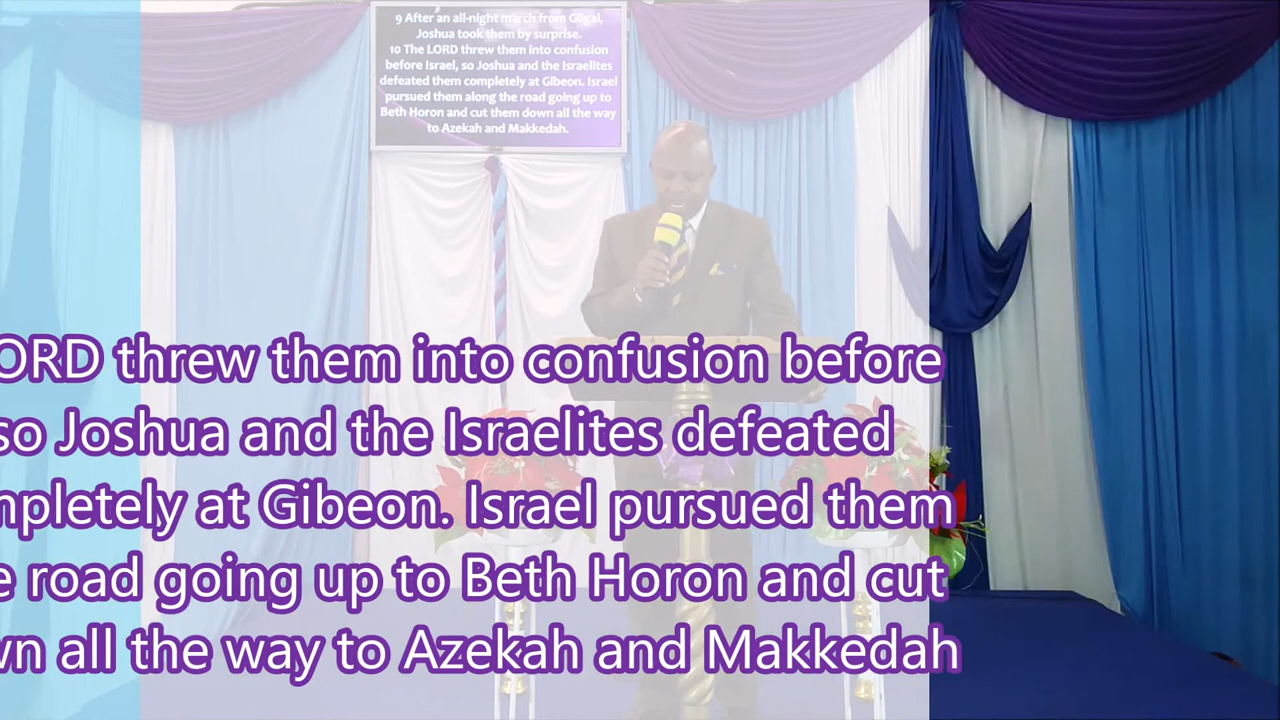 9 After an all-night march from Gilgal,
Joshua took them by surprise.
10 The LORD threw them into confusion
before Israel, so Joshua and the Israelites
defeated them completely at Gibeon. Israel
pursued them along the road going up to
Beth Horon and cut them down all the way
to Azekah and Makkedah.
ORD threw them into confusion before
so Joshua and the Israelites defeated
mpletely at Gibeon. Israel pursued them
e road going up to Beth Horon and cut
wn all the way to Azekah and Makkedah